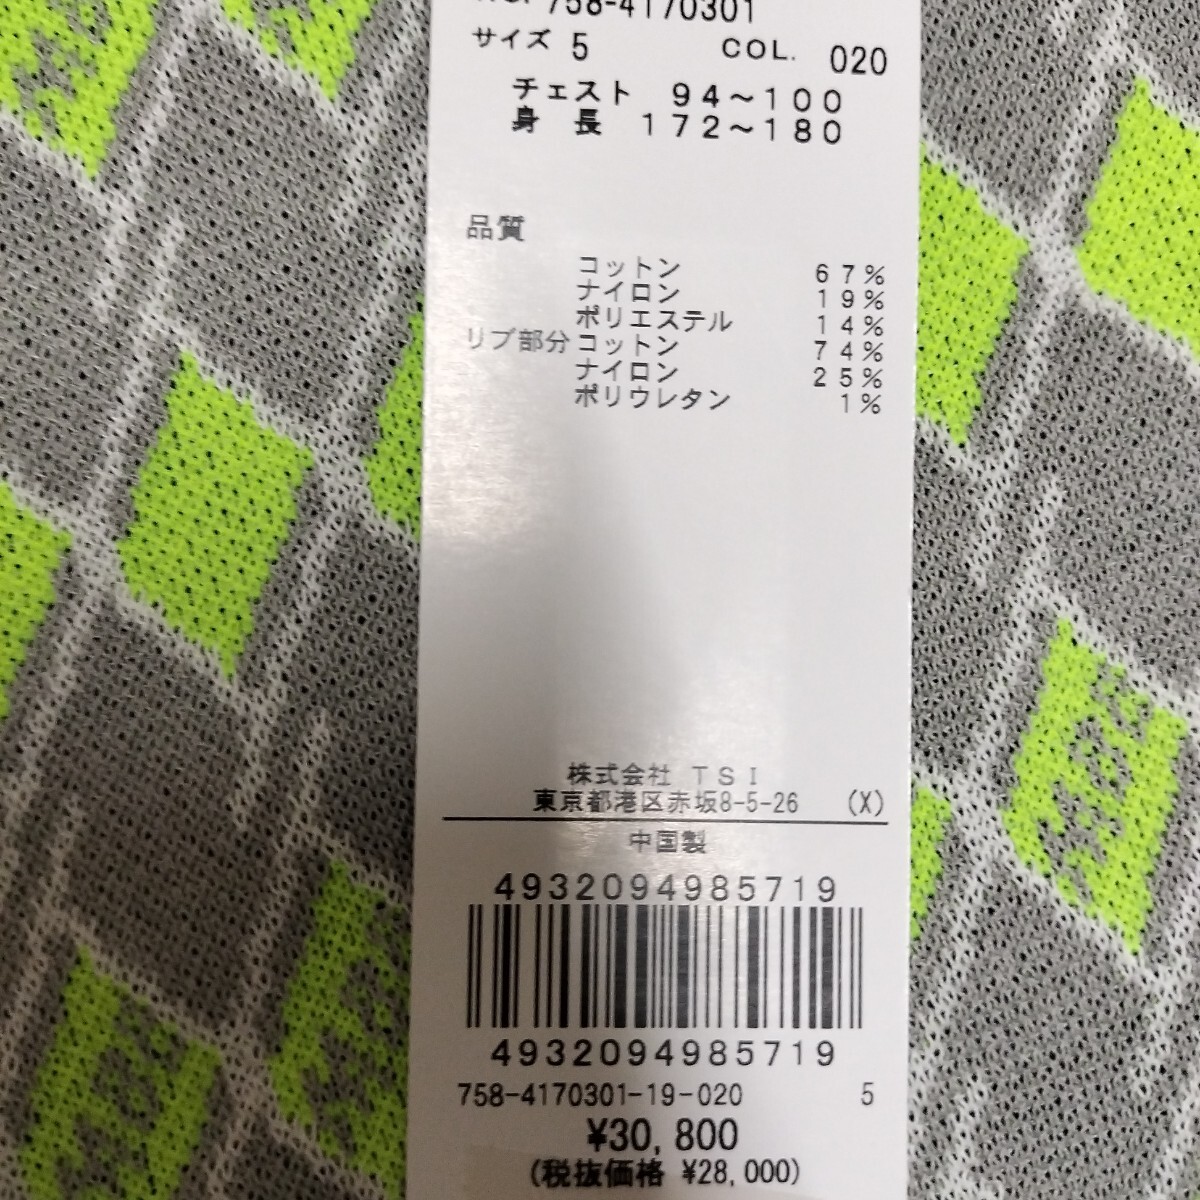 758-4170301
サイズ 5 COL. 020
チェスト 94～100
身 長 172～180
品質
コットン 67%
ナイロン 19%
ポリエステル 14%
リブ部分 コットン 74%
ナイロン 25%
ポリウレタン 1%
株式会社 TSI
東京都港区赤坂8-5-26 (X)
中国製
4932094985719
4932094985719
758-4170301-19-020 5
¥30,800
(税抜価格 ¥28,000)